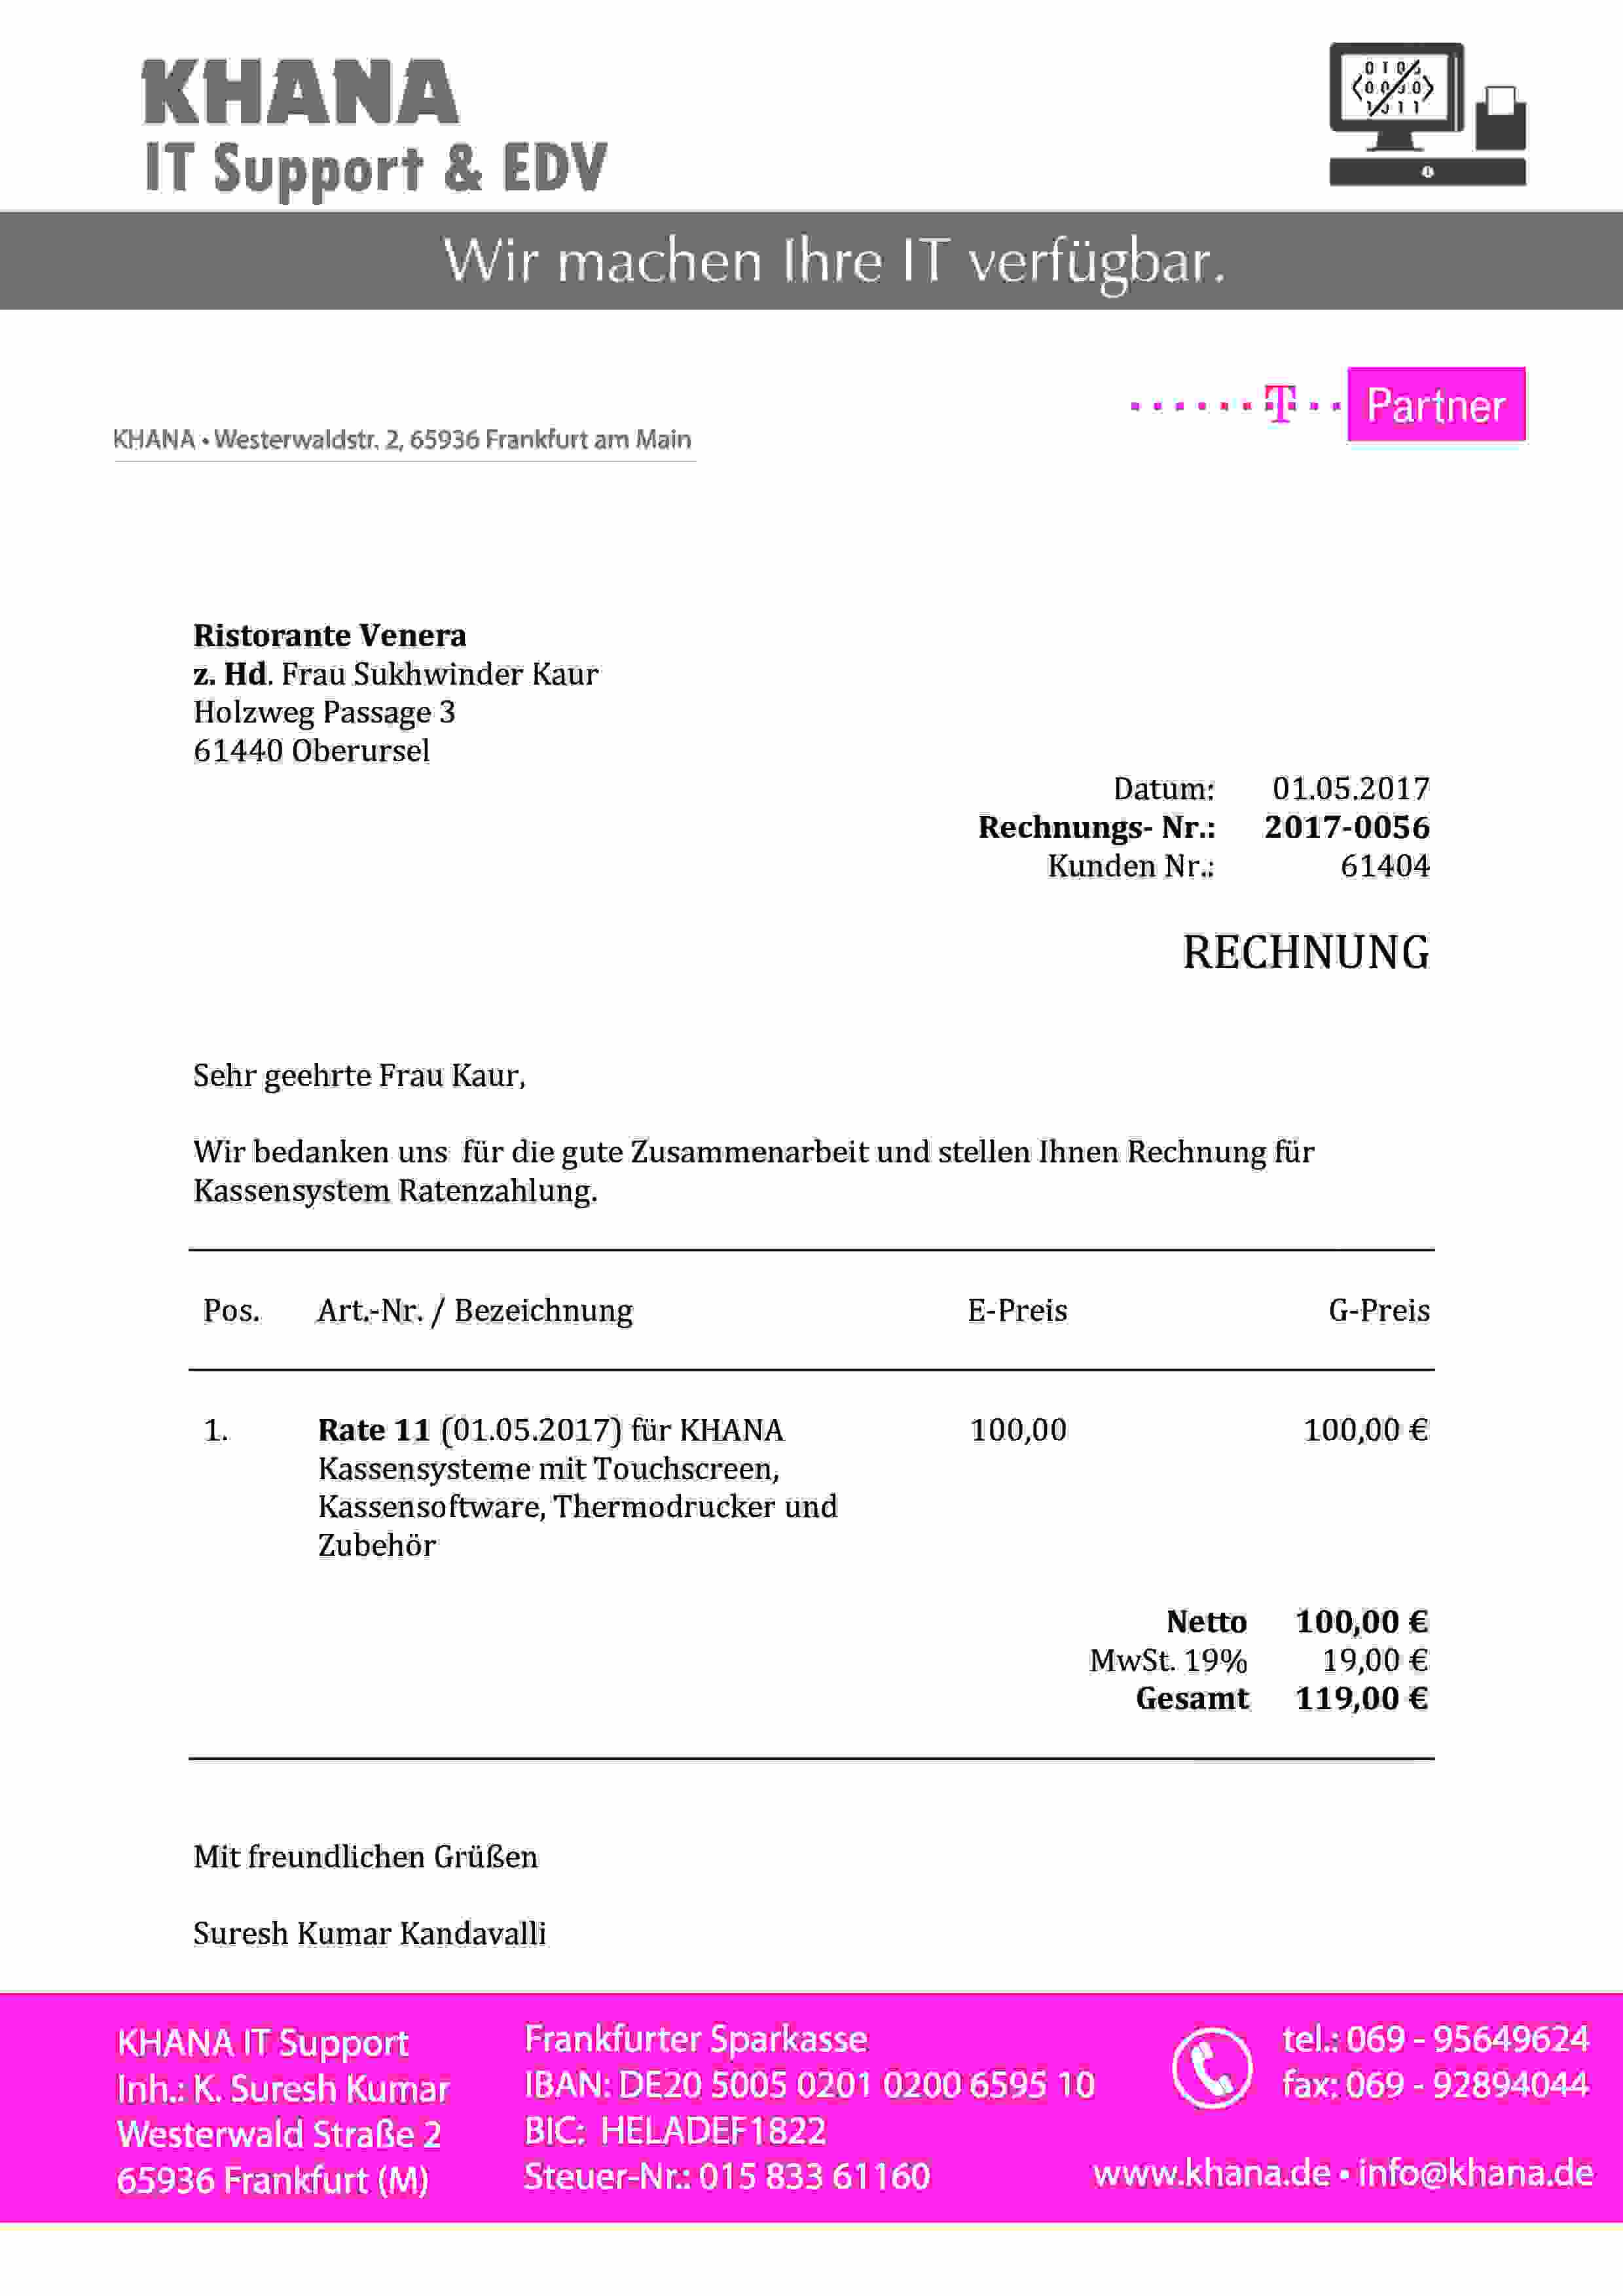 KHANA
IT Support & EDV
Wir machen Ihre IT verfügbar.
T Partner
KHANA • Westerwaldstr. 2, 65936 Frankfurt am Main
Ristorante Venera
z. Hd. Frau Sukhwinder Kaur
Holzweg Passage 3
61440 Oberursel
Datum: 01.05.2017
Rechnungs- Nr.: 2017-0056
Kunden Nr.: 61404
RECHNUNG
Sehr geehrte Frau Kaur,
Wir bedanken uns für die gute Zusammenarbeit und stellen Ihnen Rechnung für
Kassensystem Ratenzahlung.
Pos. Art.-Nr. / Bezeichnung E-Preis G-Preis
1. Rate 11 (01.05.2017) für KHANA 100,00 100,00 €
Kassensysteme mit Touchscreen,
Kassensoftware, Thermodrucker und
Zubehör
Netto 100,00 €
MwSt. 19% 19,00 €
Gesamt 119,00 €
Mit freundlichen Grüßen
Suresh Kumar Kandavalli
KHANA IT Support
Inh.: K. Suresh Kumar
Westerwald Straße 2
65936 Frankfurt (M)
Frankfurter Sparkasse
IBAN: DE20 5005 0201 0200 6595 10
BIC: HELADEF1822
Steuer-Nr.: 015 833 61160
tel.: 069 - 95649624
fax: 069 - 92894044
www.khana.de • info@khana.de